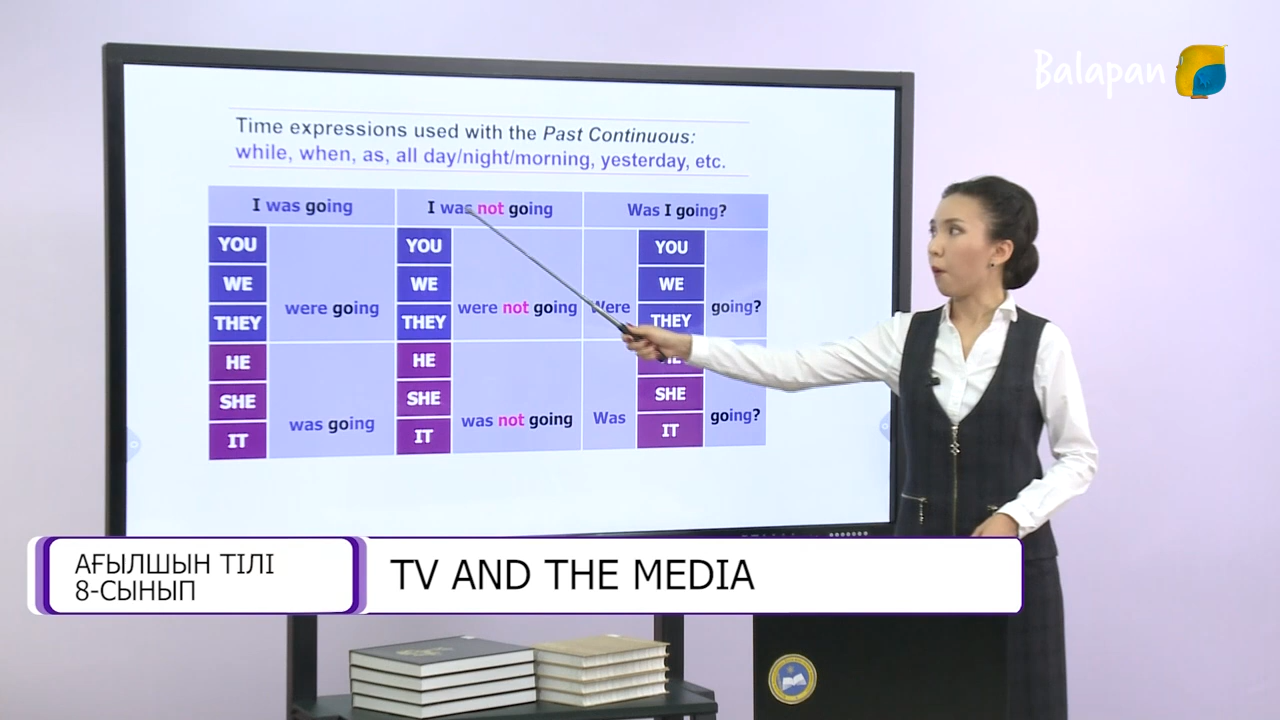 Balapan
Time expressions used with the Past Continuous:
while, when, as, all day/night/morning, yesterday, etc.
I was going
I was not going
Was I going?
YOU
WE
THEY
were going
HE
SHE
IT
was going
YOU
WE
THEY
were not going
HE
SHE
IT
was not going
Were
YOU
WE
THEY
going?
Was
HE
SHE
IT
going?
АҒЫЛШЫН ТІЛІ
8-СЫНЫП
TV AND THE MEDIA